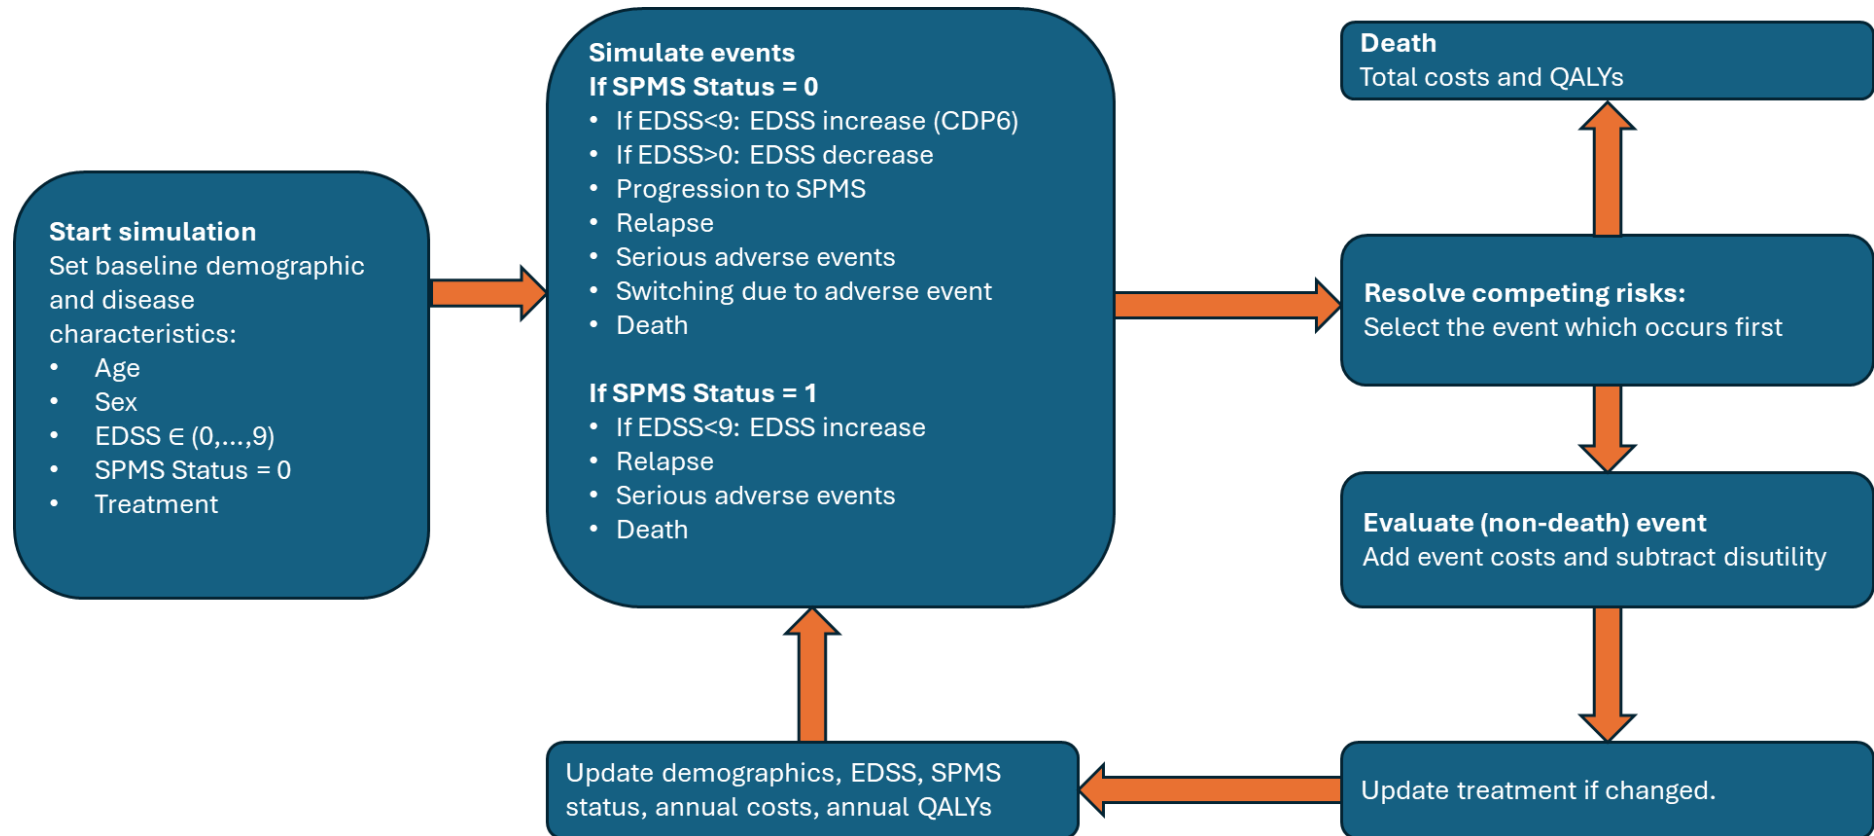 Start simulation
Set baseline demographic
and disease
characteristics:
• Age
• Sex
• EDSS ∈ (0,...,9)
• SPMS Status = 0
• Treatment
Simulate events
If SPMS Status = 0
• If EDSS<9: EDSS increase (CDP6)
• If EDSS>0: EDSS decrease
• Progression to SPMS
• Relapse
• Serious adverse events
• Switching due to adverse event
• Death
If SPMS Status = 1
• If EDSS<9: EDSS increase
• Relapse
• Serious adverse events
• Death
Death
Total costs and QALYs
Resolve competing risks:
Select the event which occurs first
Evaluate (non-death) event
Add event costs and subtract disutility
Update treatment if changed.
Update demographics, EDSS, SPMS
status, annual costs, annual QALYs